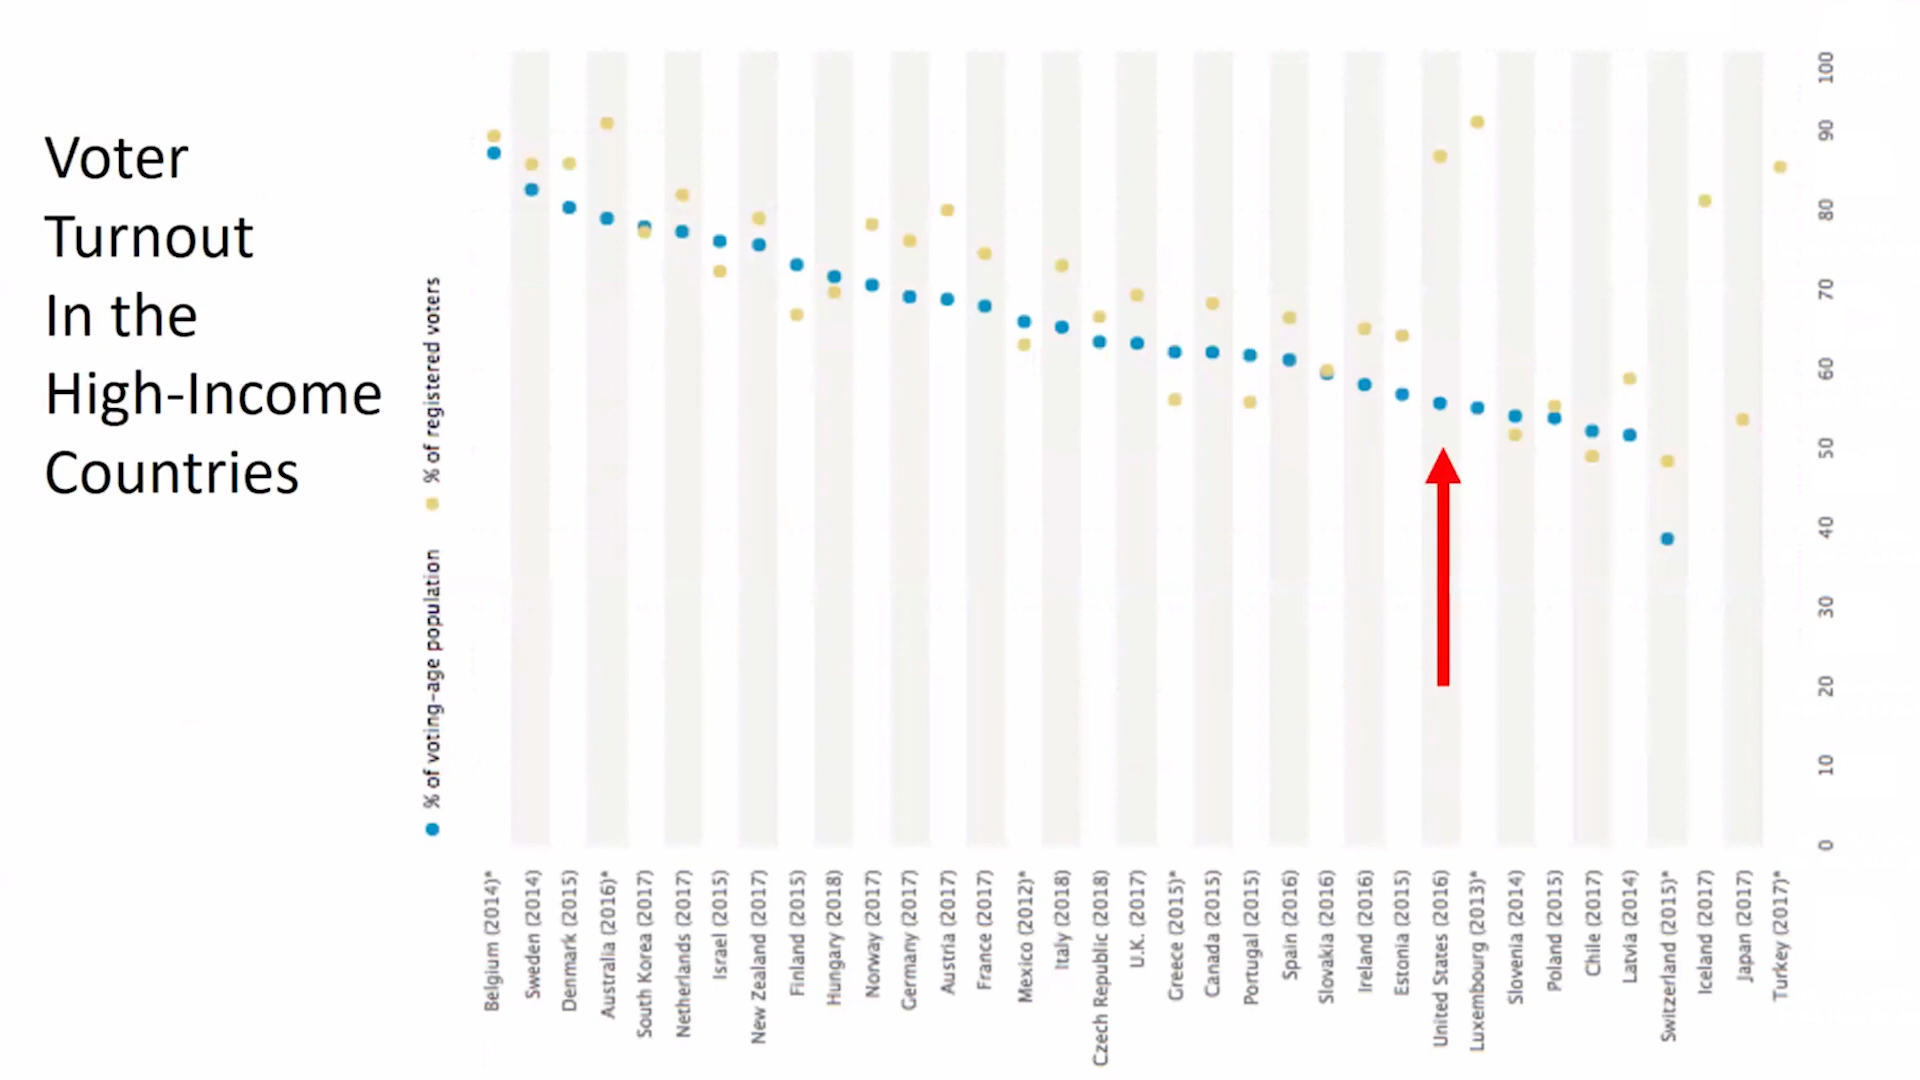 Voter
Turnout
In the
High-Income
Countries
% of voting-age population
% of registered voters
100
90
80
70
60
50
40
30
20
10
0
Belgium (2014)*
Sweden (2014)
Denmark (2015)
Australia (2016)*
South Korea (2017)
Netherlands (2017)
Israel (2015)
New Zealand (2017)
Finland (2015)
Hungary (2018)
Norway (2017)
Germany (2017)
Austria (2017)
France (2017)
Mexico (2012)*
Italy (2018)
Czech Republic (2018)
U.K. (2017)
Greece (2015)*
Canada (2015)
Portugal (2015)
Spain (2016)
Slovakia (2016)
Ireland (2016)
Estonia (2015)
United States (2016)
Luxembourg (2013)*
Slovenia (2014)
Poland (2015)
Chile (2017)
Latvia (2014)
Switzerland (2015)*
Iceland (2017)
Japan (2017)
Turkey (2017)*